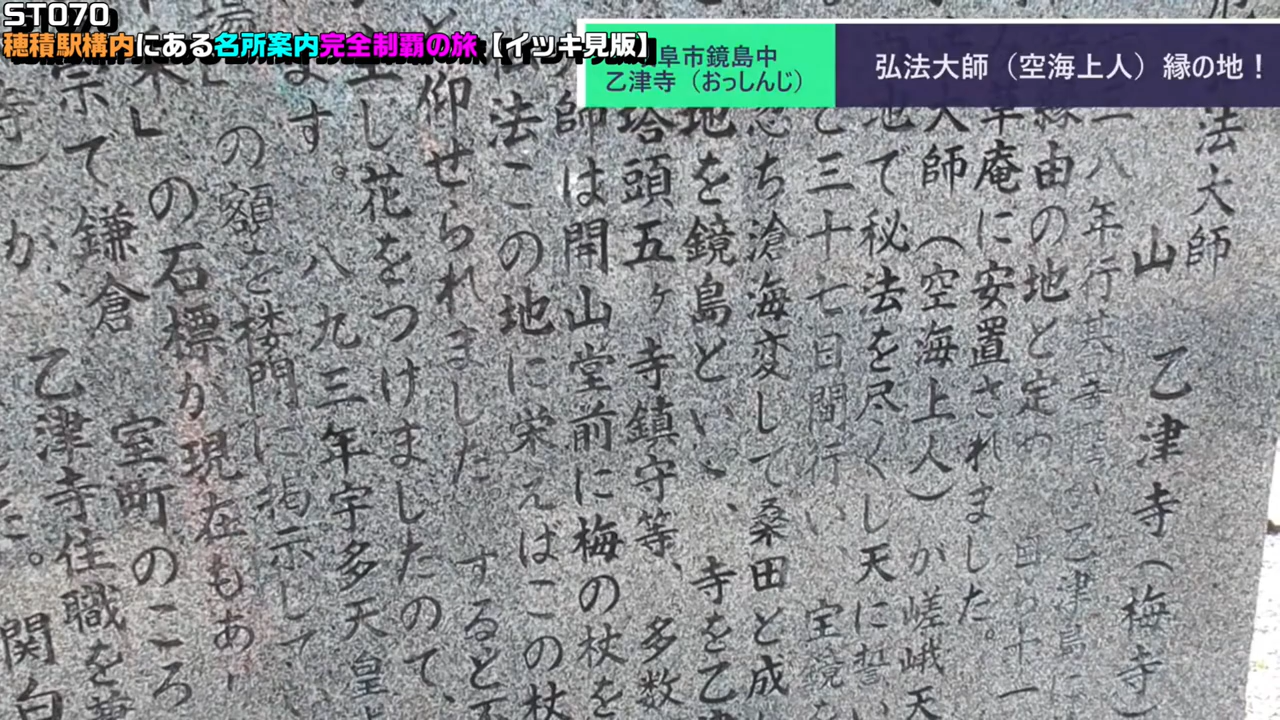 ST070
穂積駅構内にある名所案内完全制覇の旅【イッキ見版】
阜市鏡島中
乙津寺（おっしんじ）
弘法大師（空海上人）縁の地！
法大師
山 乙津寺（梅寺）
八年行基 乙津島に
縁由の地と定め
草庵に安置されました。
大師（空海上人）が嵯峨天
地で秘法を尽くし天に誓い
と三十七日間行い、宝鏡
忽ち滄海変して桑田と成
地を鏡島といゝ、寺を乙津
塔頭五ヶ寺鎮守等、多数
師は開山堂前に梅の杖を
法この地に栄えばこの杖
と仰せられました。すると不
生し花をつけましたので、
ます。八九三年宇多天皇
の額を楼門に掲示して
来」の石標が現在もあ
宗て鎌倉 室町のころ
寺）が、乙津寺住職を兼
た。関白